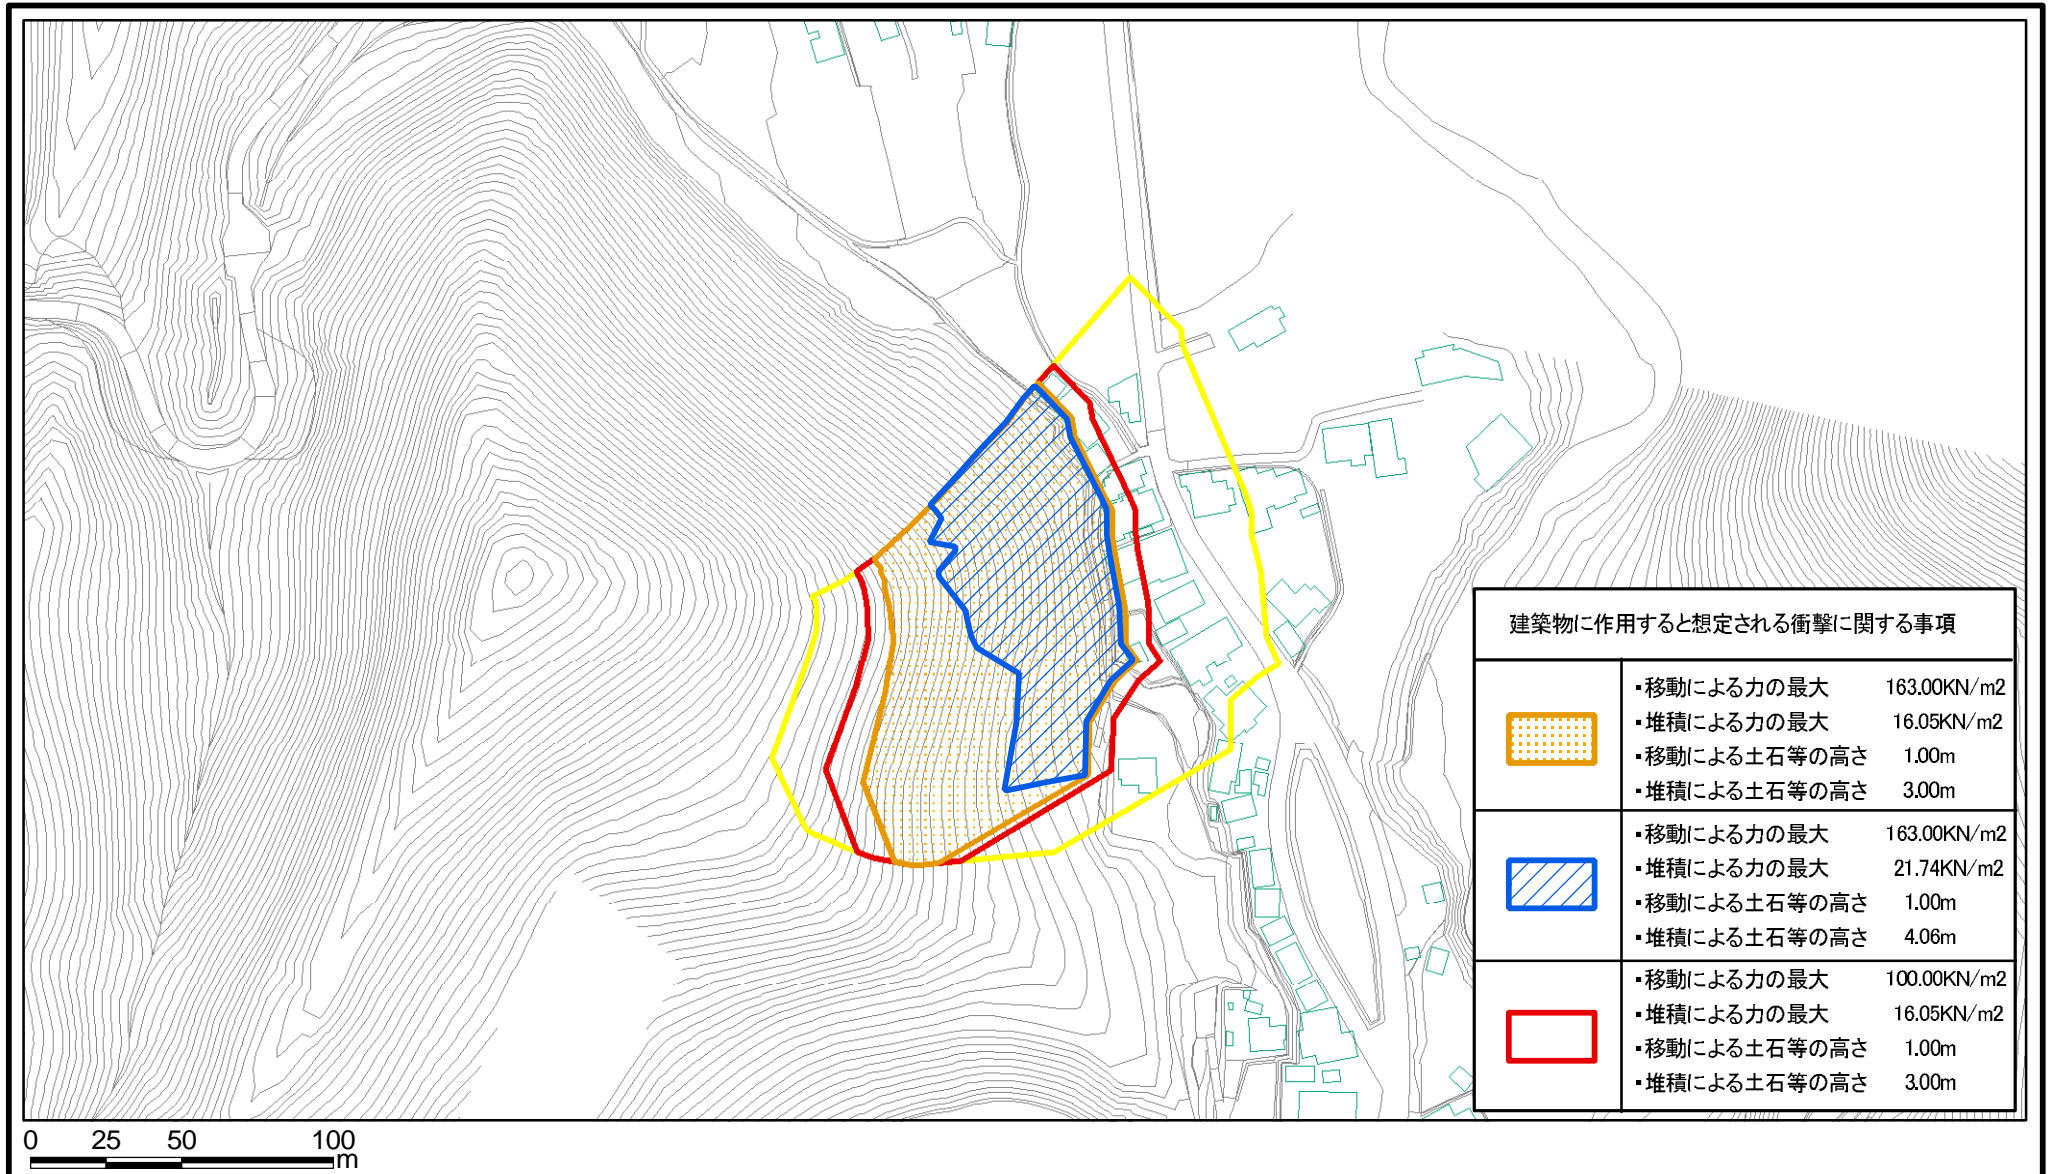 建築物に作用すると想定される衝撃に関する事項
・移動による力の最大 163.00KN/m2
・堆積による力の最大 16.05KN/m2
・移動による土石等の高さ 1.00m
・堆積による土石等の高さ 3.00m
・移動による力の最大 163.00KN/m2
・堆積による力の最大 21.74KN/m2
・移動による土石等の高さ 1.00m
・堆積による土石等の高さ 4.06m
・移動による力の最大 100.00KN/m2
・堆積による力の最大 16.05KN/m2
・移動による土石等の高さ 1.00m
・堆積による土石等の高さ 3.00m
0 25 50 100
m